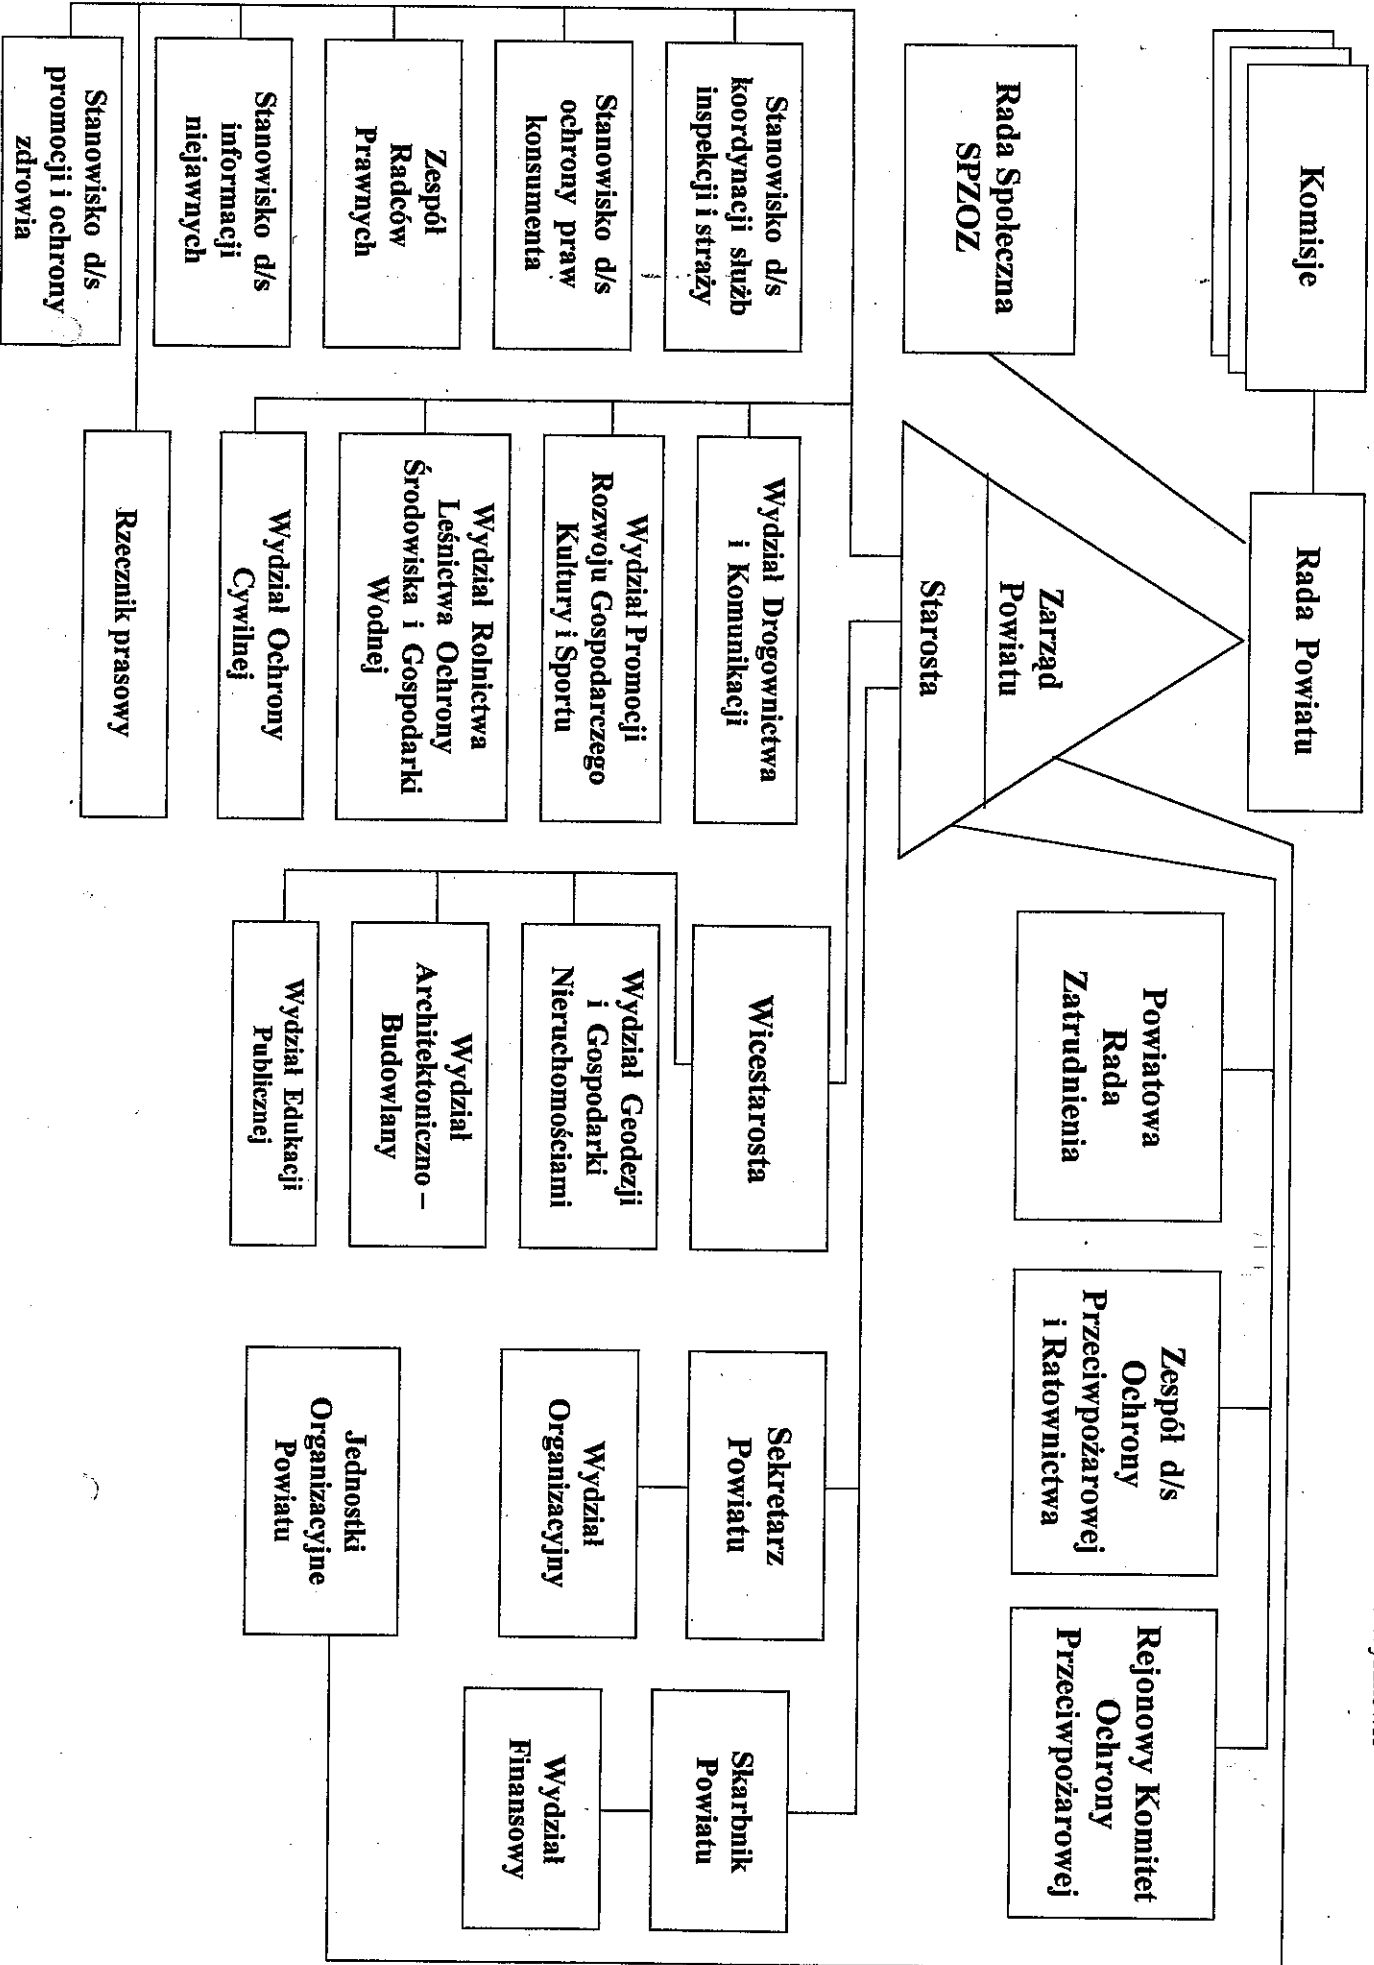 Komisje
Rada Powiatu
Rada Społeczna
SPZOZ
Zarząd
Powiatu
Starosta
Powiatowa
Rada
Zatrudnienia
Zespół d/s
Ochrony
Przeciwpożarowej
i Ratownictwa
Rejonowy Komitet
Ochrony
Przeciwpożarowej
Stanowisko d/s
koordynacji służb
inspekcji i straży
Stanowisko d/s
ochrony praw
konsumenta
Zespół
Radców
Prawnych
Stanowisko d/s
informacji
niejawnych
Stanowisko d/s
promocji i ochrony
zdrowia
Wydział Drogownictwa
i Komunikacji
Wydział Promocji
Rozwoju Gospodarczego
Kultury i Sportu
Wydział Rolnictwa
Leśnictwa Ochrony
Środowiska i Gospodarki
Wodnej
Wydział Ochrony
Cywilnej
Rzecznik prasowy
Wicestarosta
Wydział Geodezji
i Gospodarki
Nieruchomościami
Wydział
Architektoniczno –
Budowlany
Wydział Edukacji
Publicznej
Sekretarz
Powiatu
Wydział
Organizacyjny
Jednostki
Organizacyjne
Powiatu
Skarbnik
Powiatu
Wydział
Finansowy